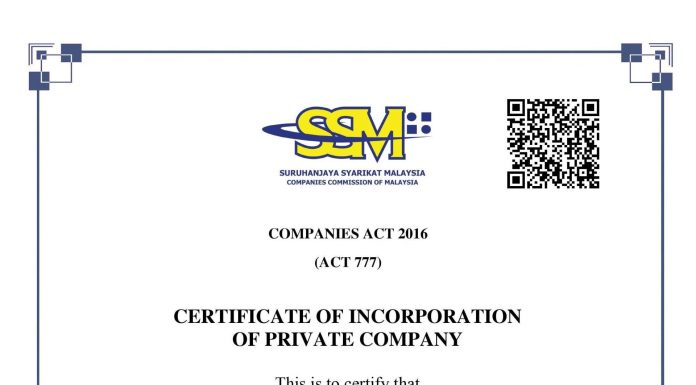 SSM
SURUHANJAYA SYARIKAT MALAYSIA
COMPANIES COMMISSION OF MALAYSIA
COMPANIES ACT 2016
(ACT 777)
CERTIFICATE OF INCORPORATION
OF PRIVATE COMPANY
This is to certify that